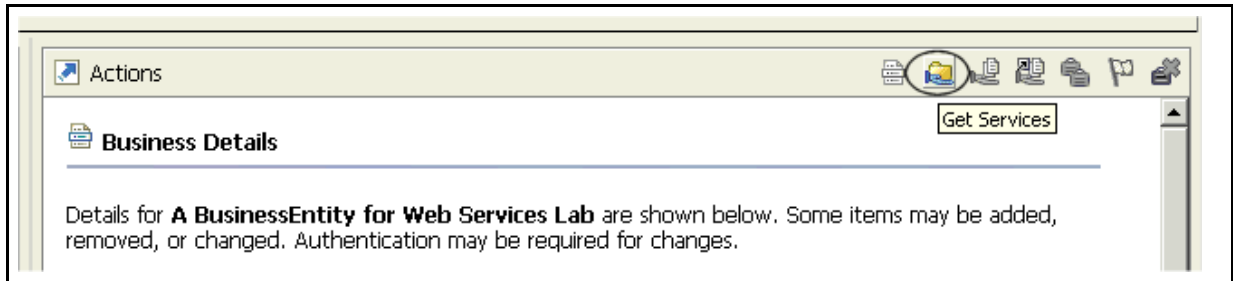 Actions
Get Services
Business Details
Details for A BusinessEntity for Web Services Lab are shown below. Some items may be added,
removed, or changed. Authentication may be required for changes.